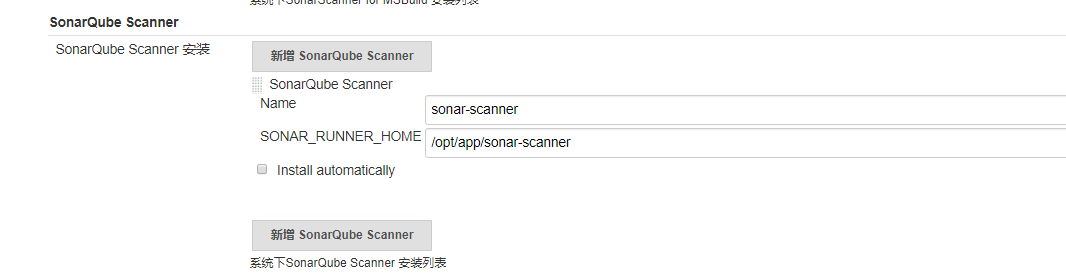 系统下SonarScanner for MSBuild 安装列表
SonarQube Scanner
SonarQube Scanner 安装
新增 SonarQube Scanner
SonarQube Scanner
Name
sonar-scanner
SONAR_RUNNER_HOME
/opt/app/sonar-scanner
Install automatically
新增 SonarQube Scanner
系统下SonarQube Scanner 安装列表